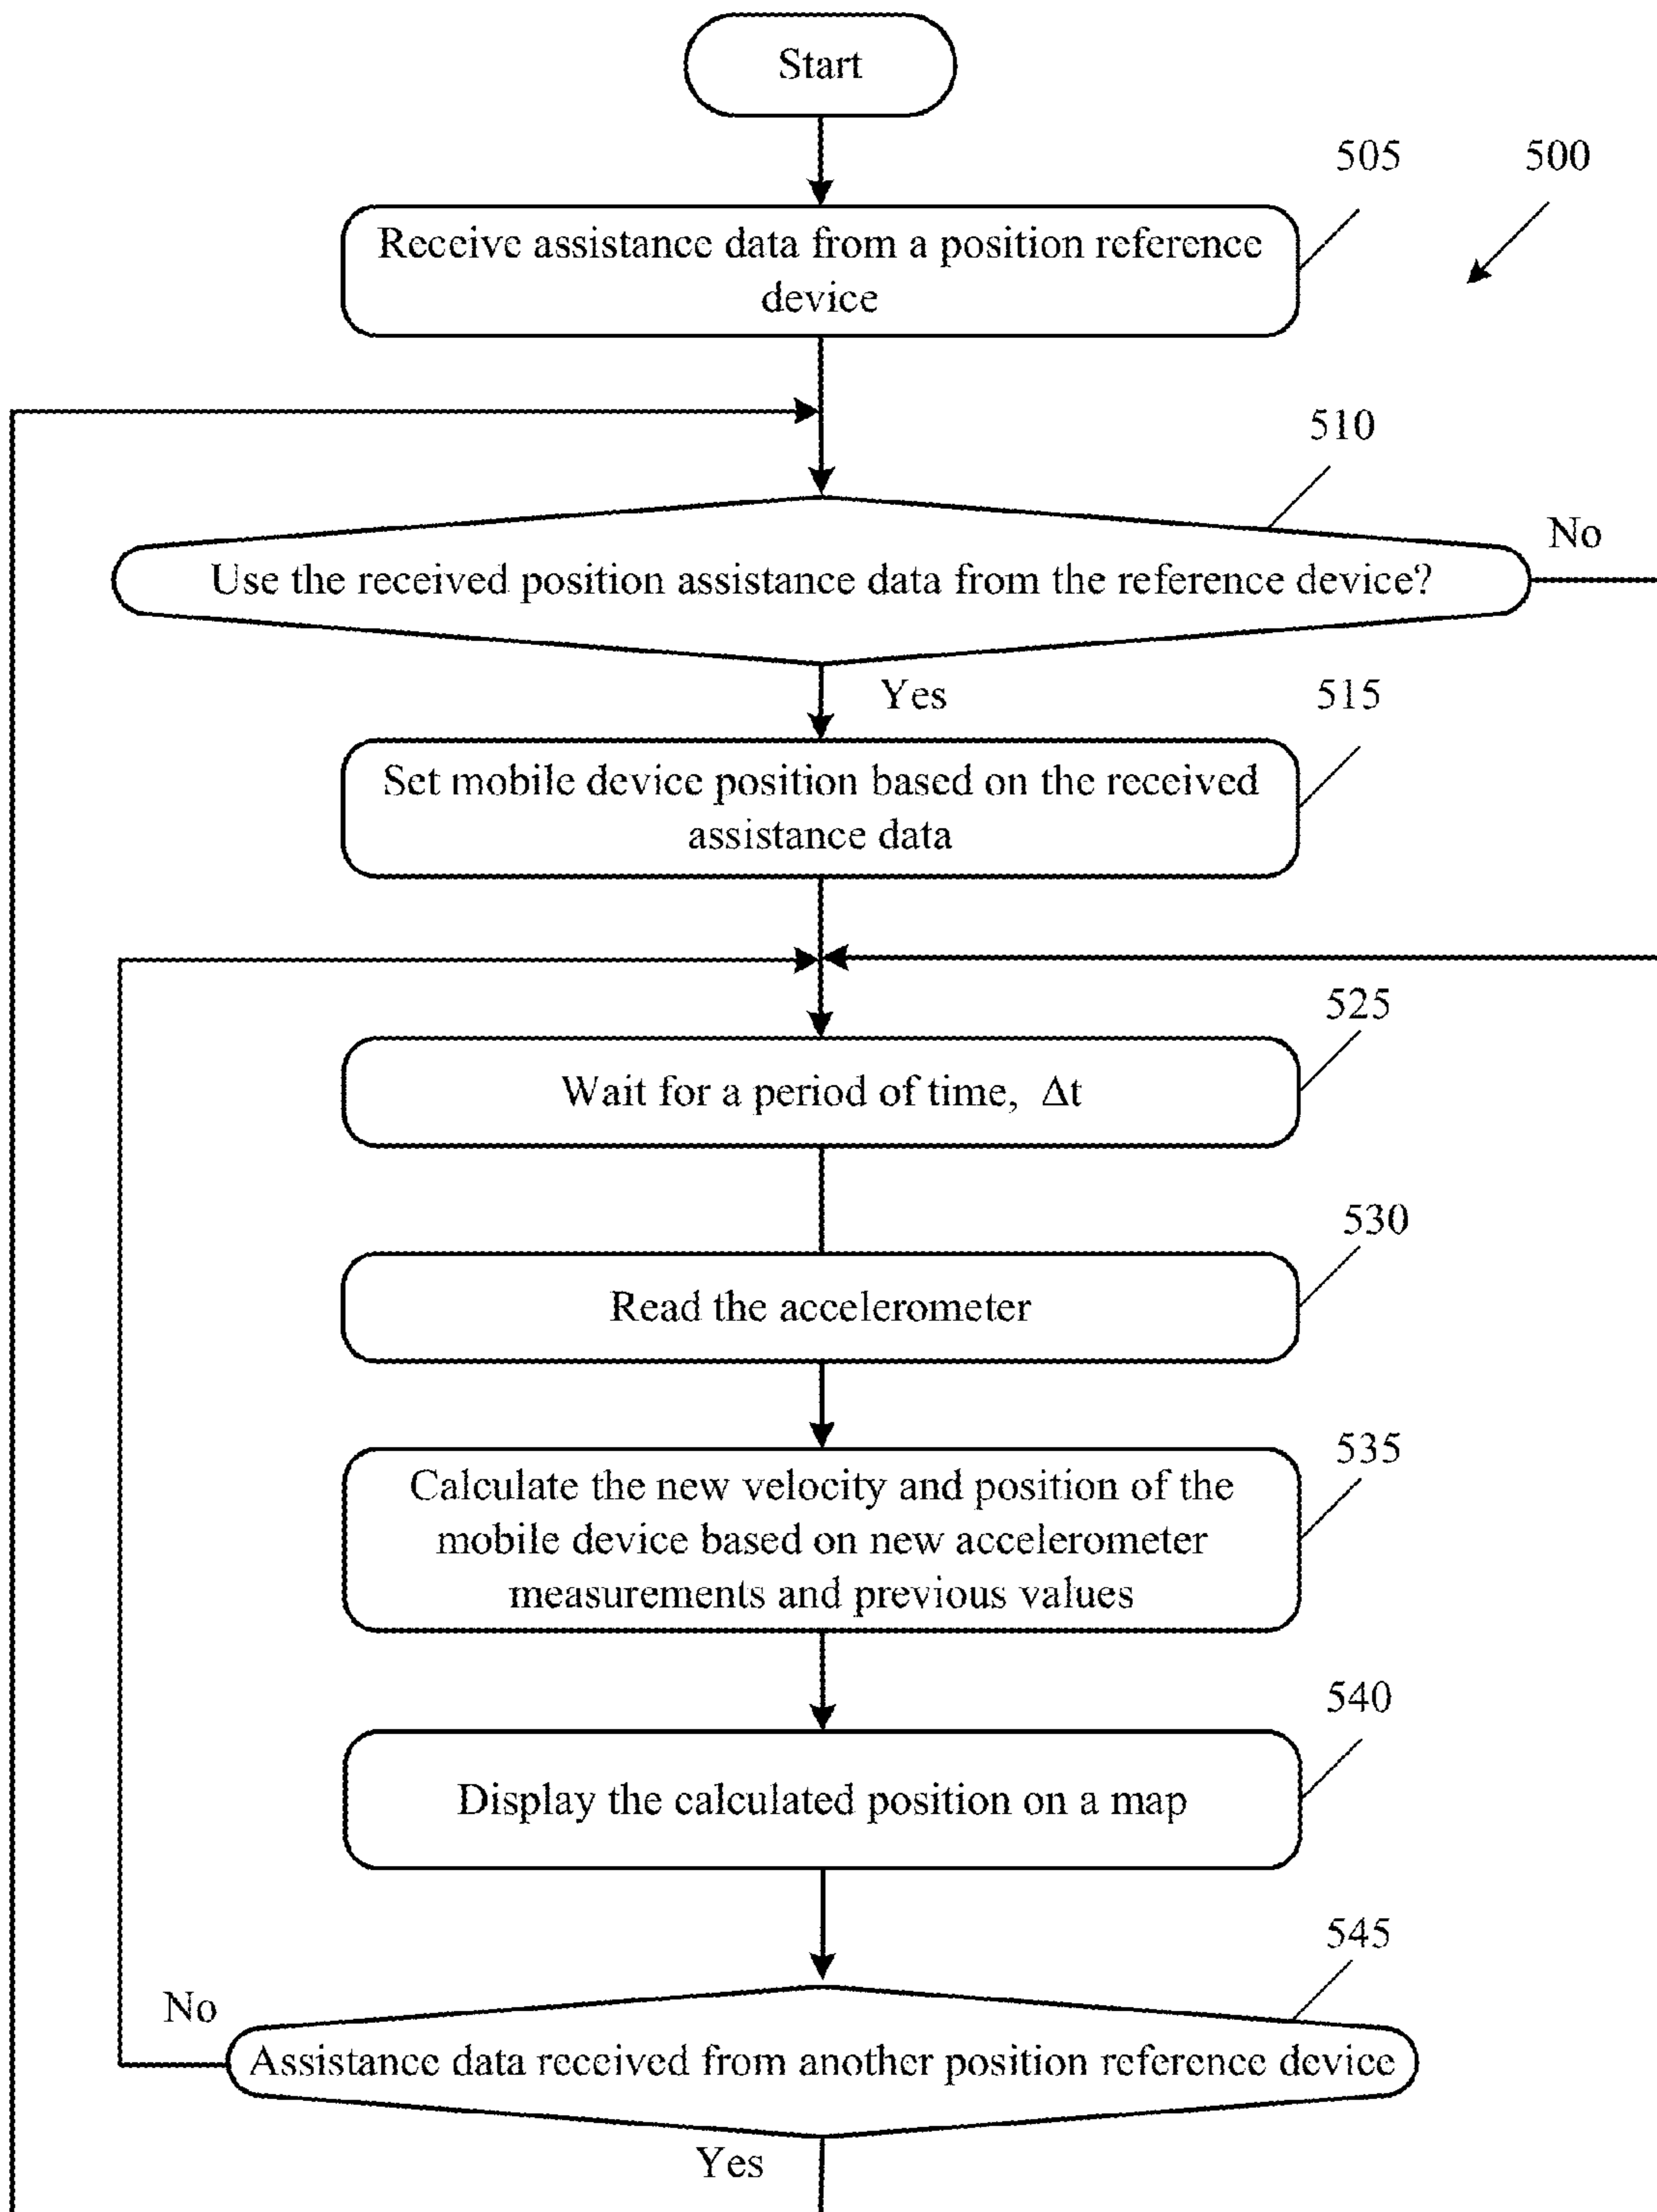 Start
505
500
Receive assistance data from a position reference
device
510
No
Use the received position assistance data from the reference device?
Yes
515
Set mobile device position based on the received
assistance data
525
Wait for a period of time, Δt
530
Read the accelerometer
535
Calculate the new velocity and position of the
mobile device based on new accelerometer
measurements and previous values
540
Display the calculated position on a map
545
No
Assistance data received from another position reference device
Yes